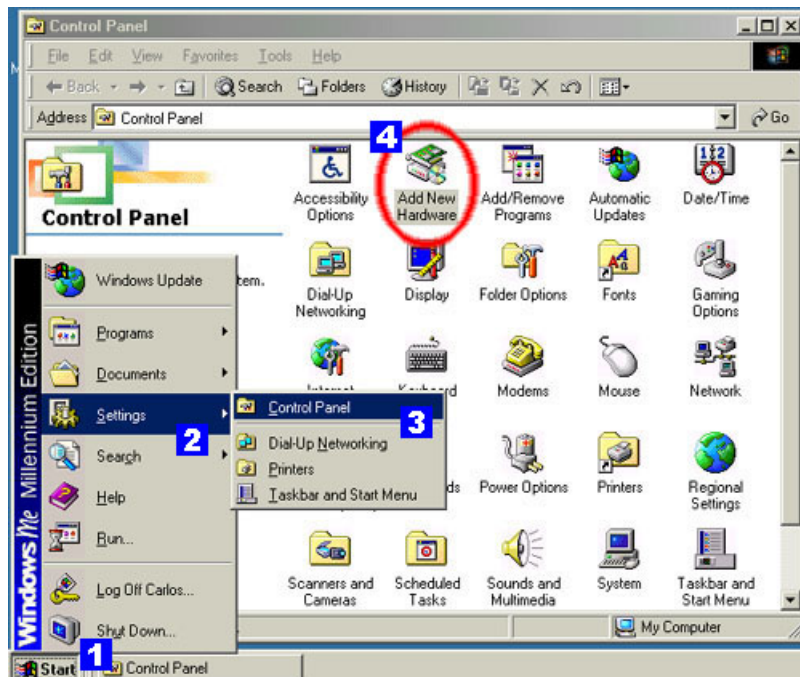 Control Panel
File Edit View Favorites Tools Help
Back Search Folders History
Address Control Panel Go
4
Control Panel
Accessibility Options
Add New Hardware
Add/Remove Programs
Automatic Updates
Date/Time
tem.
Dial-Up Networking
Display
Folder Options
Fonts
Gaming Options
Modems
Mouse
Network
ds
Power Options
Printers
Regional Settings
Scanners and Cameras
Scheduled Tasks
Sounds and Multimedia
System
Taskbar and Start Menu
My Computer
Windows Me Millennium Edition
Windows Update
Programs
Documents
Settings
2
Search
Help
Run...
Log Off Carlos...
Shut Down...
Control Panel
3
Dial-Up Networking
Printers
Taskbar and Start Menu
1
Start Control Panel